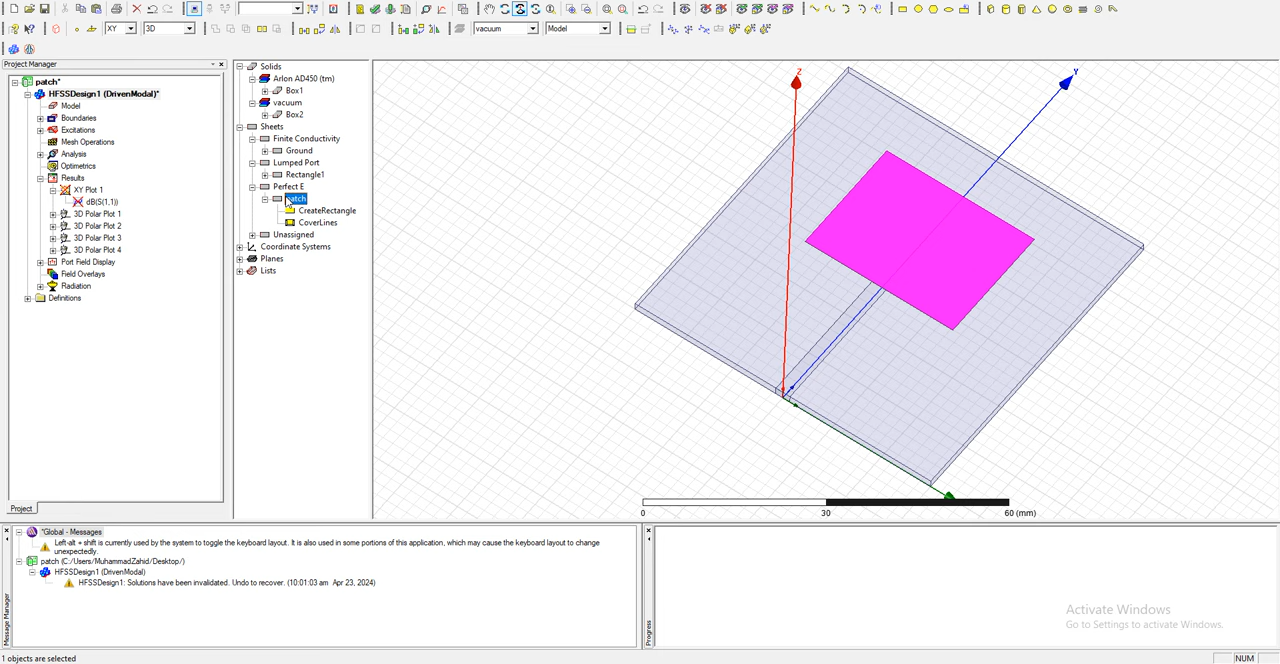 XY
3D
vacuum
Model
Project Manager
patch*
HFSSDesign1 (DrivenModal)*
Model
Boundaries
Excitations
Mesh Operations
Analysis
Optimetrics
Results
XY Plot 1
dB(S(1,1))
3D Polar Plot 1
3D Polar Plot 2
3D Polar Plot 3
3D Polar Plot 4
Port Field Display
Field Overlays
Radiation
Definitions
Project
Solids
Arlon AD450 (tm)
Box1
vacuum
Box2
Sheets
Finite Conductivity
Ground
Lumped Port
Rectangle1
Perfect E
patch
CreateRectangle
CoverLines
Unassigned
Coordinate Systems
Planes
Lists
Z
Y
0
30
60 (mm)
*Global - Messages
Left-alt + shift is currently used by the system to toggle the keyboard layout. It is also used in some portions of this application, which may cause the keyboard layout to change
unexpectedly.
patch (C:/Users/MuhammadZahid/Desktop/)
HFSSDesign1 (DrivenModal)
HFSSDesign1: Solutions have been invalidated. Undo to recover. (10:01:03 am Apr 23, 2024)
Message Manager
Progress
Activate Windows
Go to Settings to activate Windows.
1 objects are selected
NUM